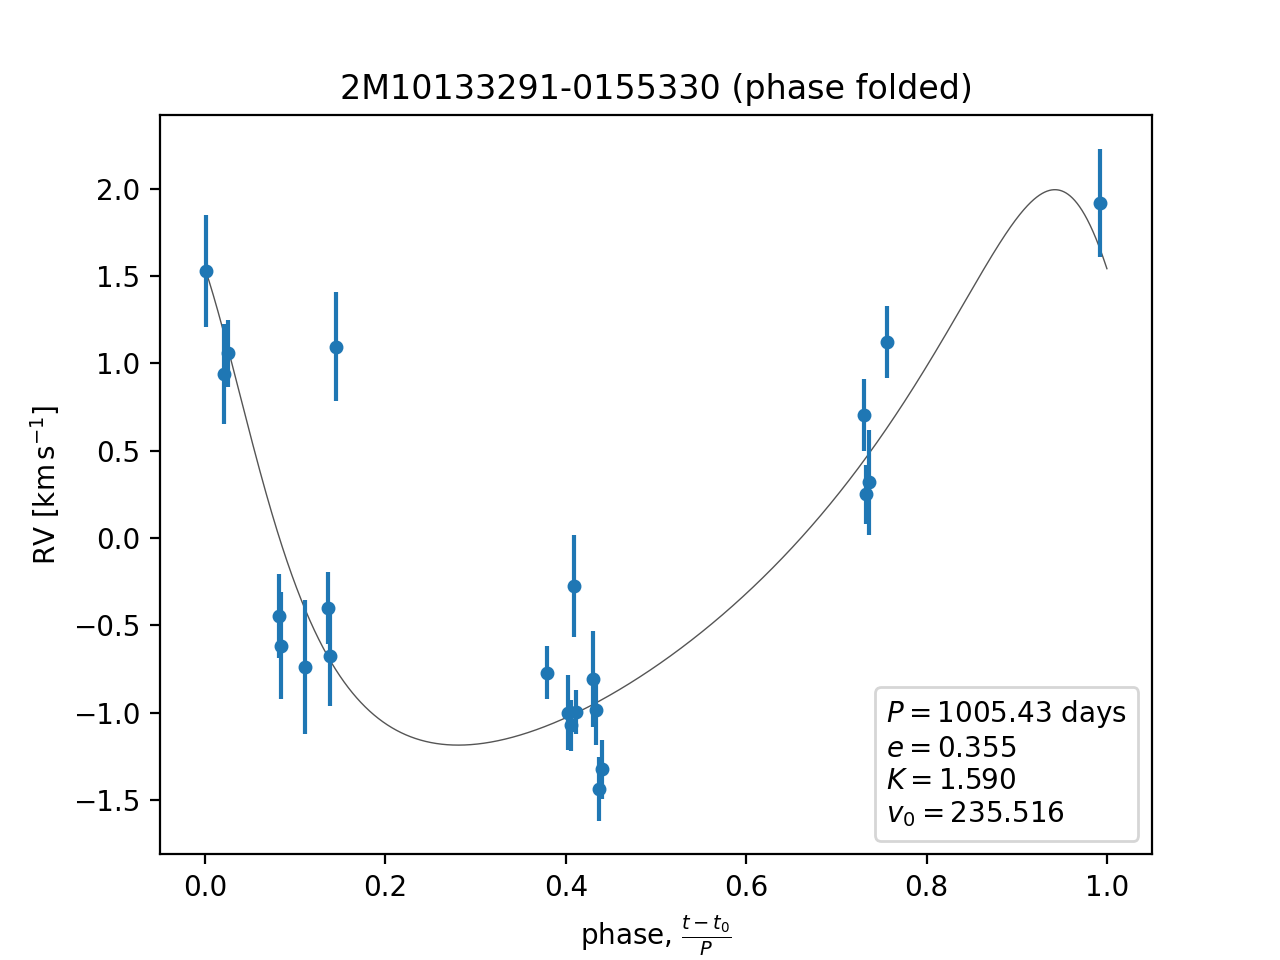 2M10133291-0155330 (phase folded)
2.0
1.5
1.0
0.5
0.0
−0.5
−1.0
−1.5
RV [km s⁻¹]
P = 1005.43 days
e = 0.355
K = 1.590
v₀ = 235.516
0.0 0.2 0.4 0.6 0.8 1.0
phase, (t − t₀)/P